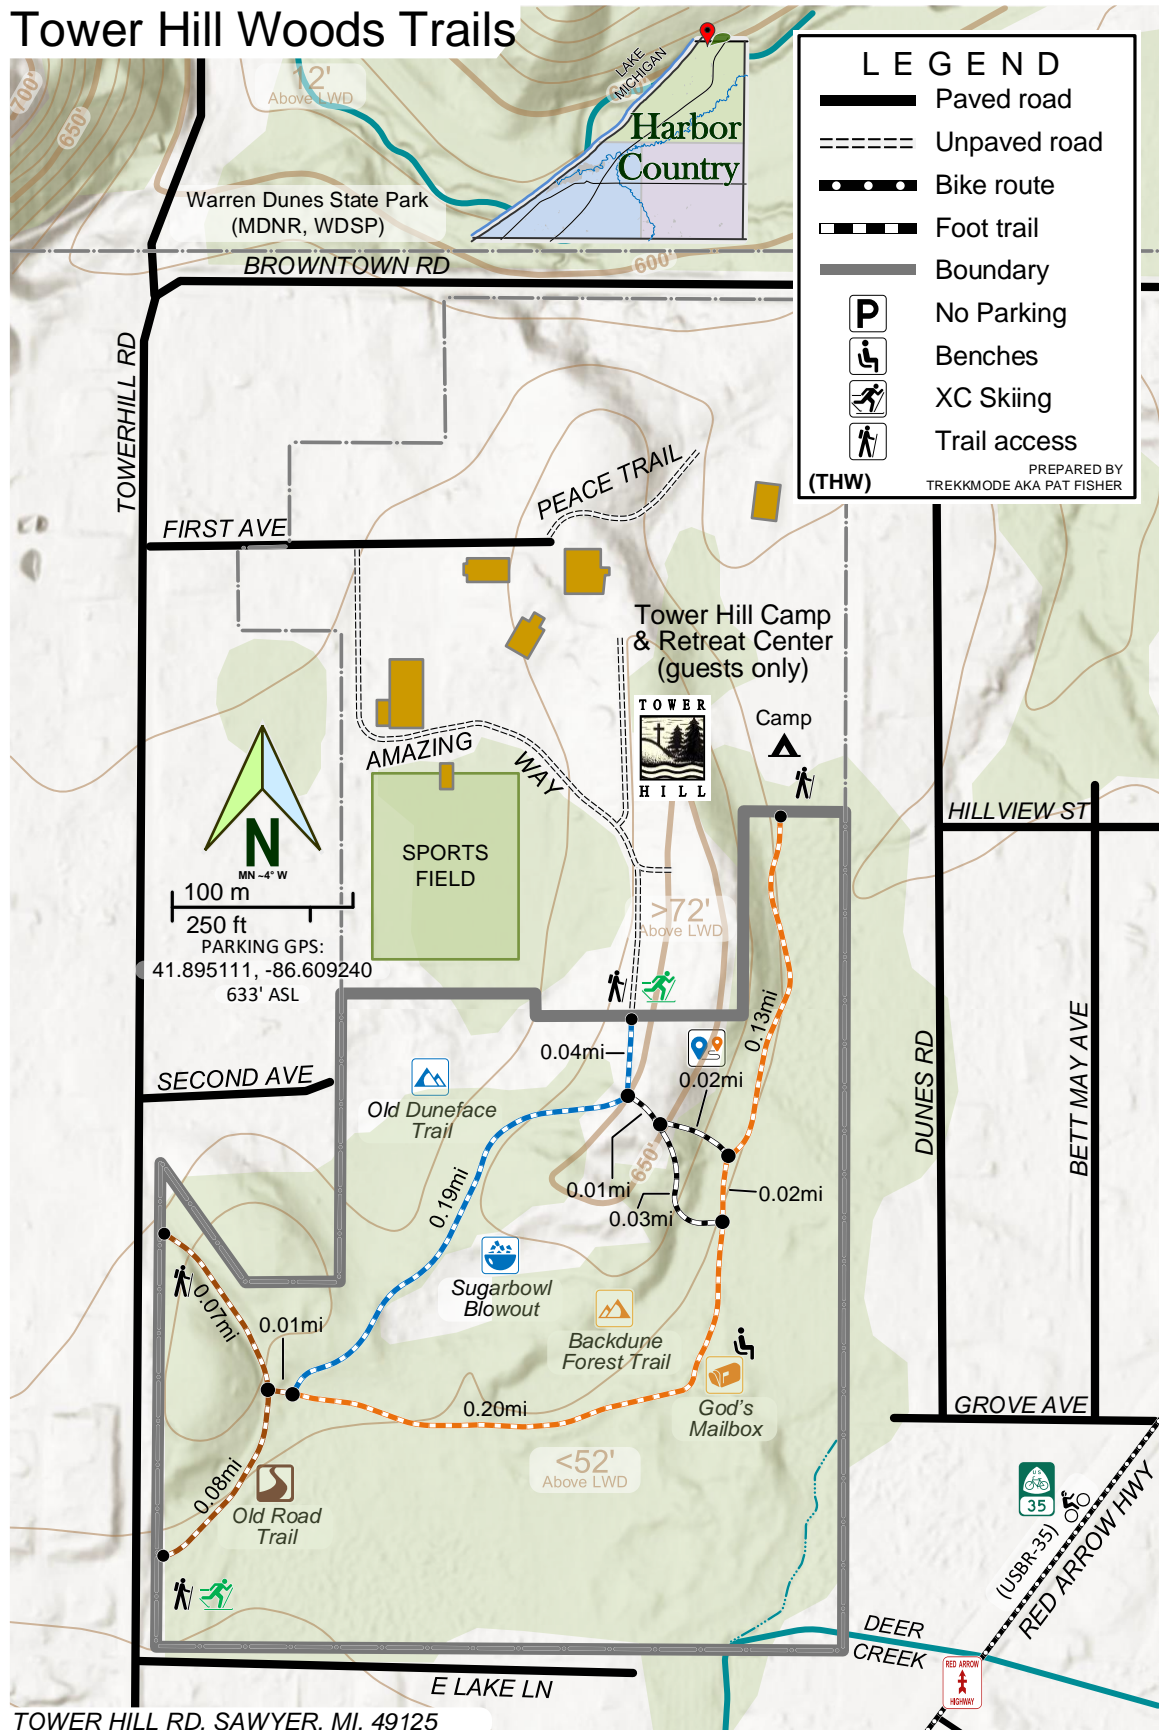 Tower Hill Woods Trails
LEGEND
Paved road
Unpaved road
Bike route
Foot trail
Boundary
P
No Parking
Benches
XC Skiing
Trail access
(THW)
PREPARED BY
TREKKMODE AKA PAT FISHER
LAKE
MICHIGAN
Harbor
Country
700'
650'
12'
Above LWD
Warren Dunes State Park
(MDNR, WDSP)
600'
BROWNTOWN RD
TOWERHILL RD
PEACE TRAIL
FIRST AVE
Tower Hill Camp
& Retreat Center
(guests only)
TOWER
HILL
Camp
AMAZING
WAY
HILLVIEW ST
N
MN ~4° W
100 m
250 ft
PARKING GPS:
41.895111, -86.609240
633' ASL
SPORTS
FIELD
>72'
Above LWD
0.13mi
0.04mi
0.02mi
DUNES RD
BETT MAY AVE
SECOND AVE
Old Duneface
Trail
650'
0.01mi
0.02mi
0.03mi
0.19mi
Sugarbowl
Blowout
0.07mi
0.01mi
Backdune
Forest Trail
God's
Mailbox
0.20mi
GROVE AVE
<52'
Above LWD
0.08mi
Old Road
Trail
U S
35
(USBR-35)
RED ARROW HWY
DEER
CREEK
RED ARROW
HIGHWAY
E LAKE LN
TOWER HILL RD, SAWYER, MI, 49125